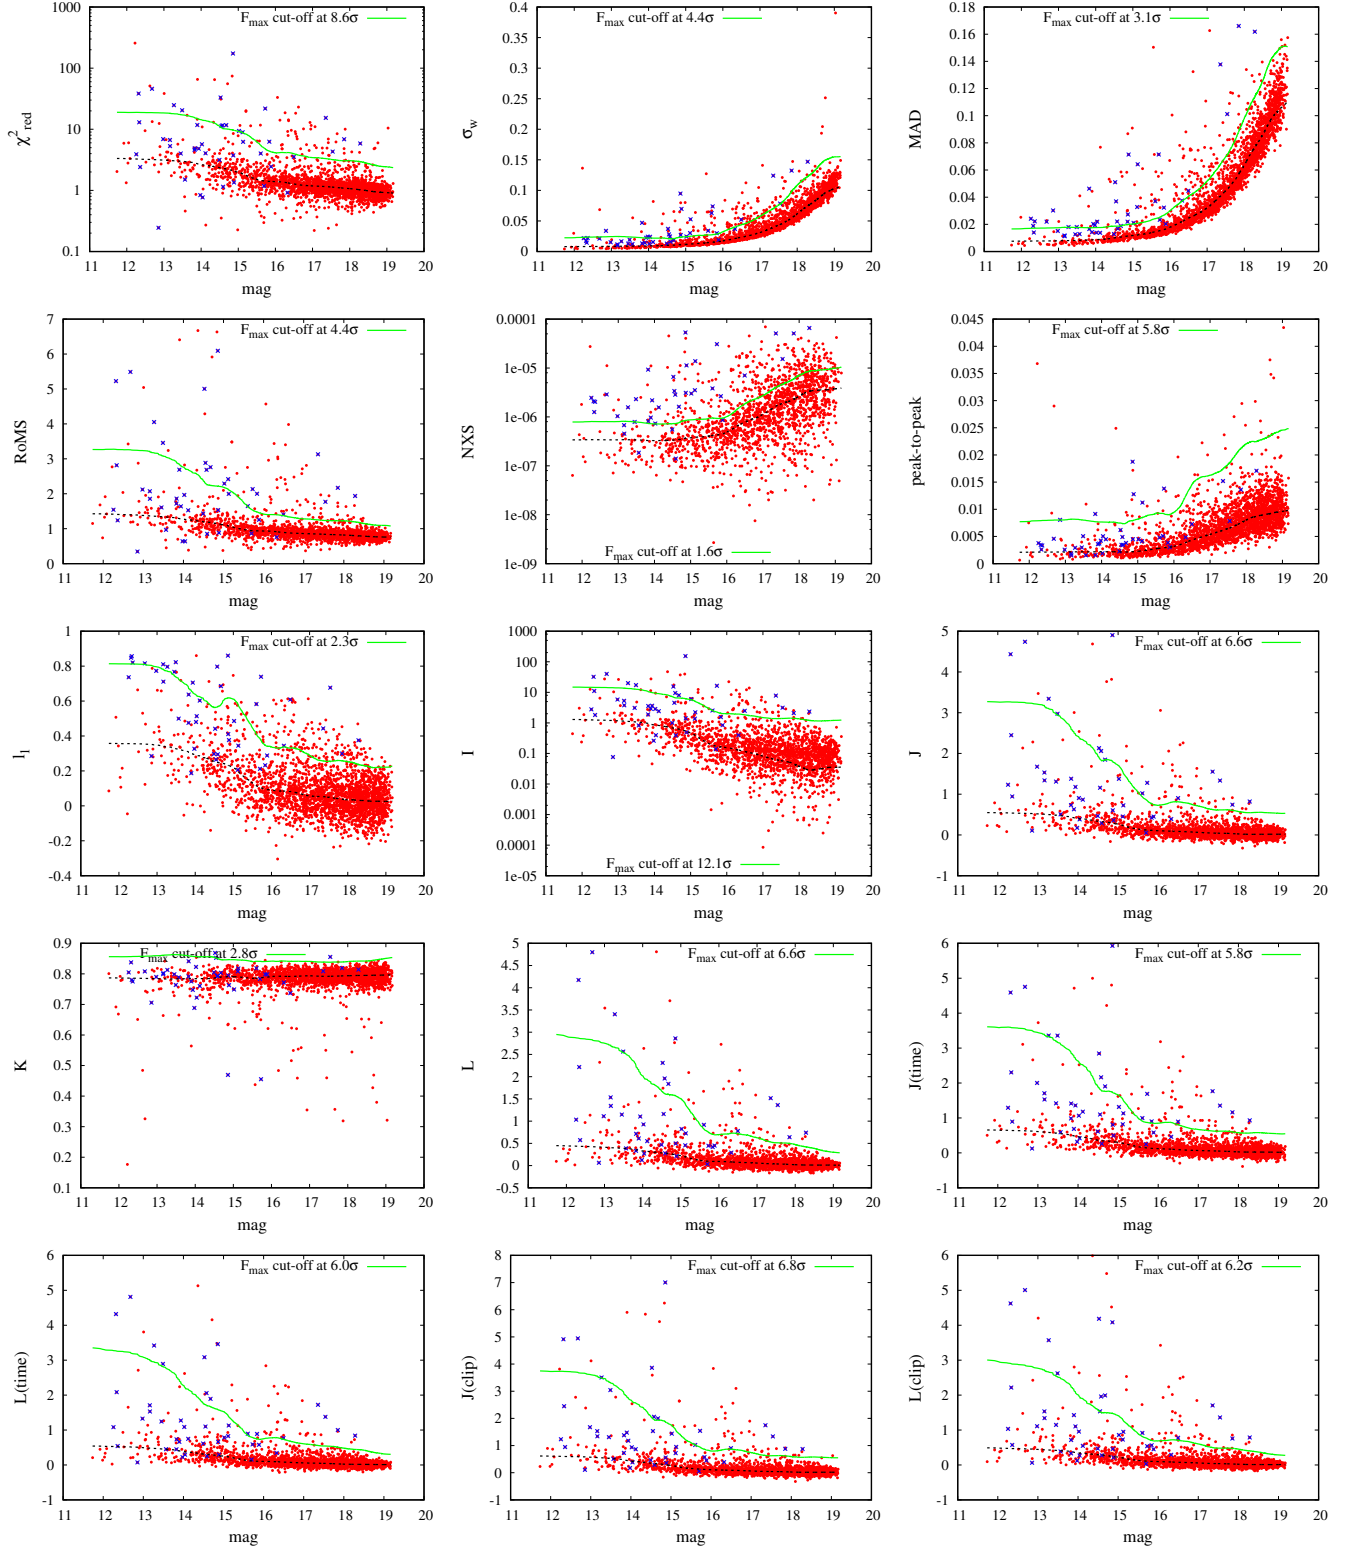 F_max cut-off at 8.6σ
1000
100
10
1
0.1
χ²_red
11 12 13 14 15 16 17 18 19 20
mag
F_max cut-off at 4.4σ
0.4
0.35
0.3
0.25
0.2
0.15
0.1
0.05
0
σ_w
11 12 13 14 15 16 17 18 19 20
mag
F_max cut-off at 3.1σ
0.18
0.16
0.14
0.12
0.1
0.08
0.06
0.04
0.02
0
MAD
11 12 13 14 15 16 17 18 19 20
mag
F_max cut-off at 4.4σ
7
6
5
4
3
2
1
0
RoMS
11 12 13 14 15 16 17 18 19 20
mag
0.0001
1e-05
1e-06
1e-07
1e-08
1e-09
NXS
F_max cut-off at 1.6σ
11 12 13 14 15 16 17 18 19 20
mag
F_max cut-off at 5.8σ
0.045
0.04
0.035
0.03
0.025
0.02
0.015
0.01
0.005
0
peak-to-peak
11 12 13 14 15 16 17 18 19 20
mag
F_max cut-off at 2.3σ
1
0.8
0.6
0.4
0.2
0
-0.2
-0.4
l_1
11 12 13 14 15 16 17 18 19 20
mag
1000
100
10
1
0.1
0.01
0.001
0.0001
1e-05
I
F_max cut-off at 12.1σ
11 12 13 14 15 16 17 18 19 20
mag
F_max cut-off at 6.6σ
5
4
3
2
1
0
-1
J
11 12 13 14 15 16 17 18 19 20
mag
F_max cut-off at 2.8σ
0.9
0.8
0.7
0.6
0.5
0.4
0.3
0.2
0.1
K
11 12 13 14 15 16 17 18 19 20
mag
F_max cut-off at 6.6σ
5
4.5
4
3.5
3
2.5
2
1.5
1
0.5
0
-0.5
L
11 12 13 14 15 16 17 18 19 20
mag
F_max cut-off at 5.8σ
6
5
4
3
2
1
0
-1
J(time)
11 12 13 14 15 16 17 18 19 20
mag
F_max cut-off at 6.0σ
6
5
4
3
2
1
0
-1
L(time)
11 12 13 14 15 16 17 18 19 20
mag
F_max cut-off at 6.8σ
8
7
6
5
4
3
2
1
0
-1
J(clip)
11 12 13 14 15 16 17 18 19 20
mag
F_max cut-off at 6.2σ
6
5
4
3
2
1
0
-1
L(clip)
11 12 13 14 15 16 17 18 19 20
mag